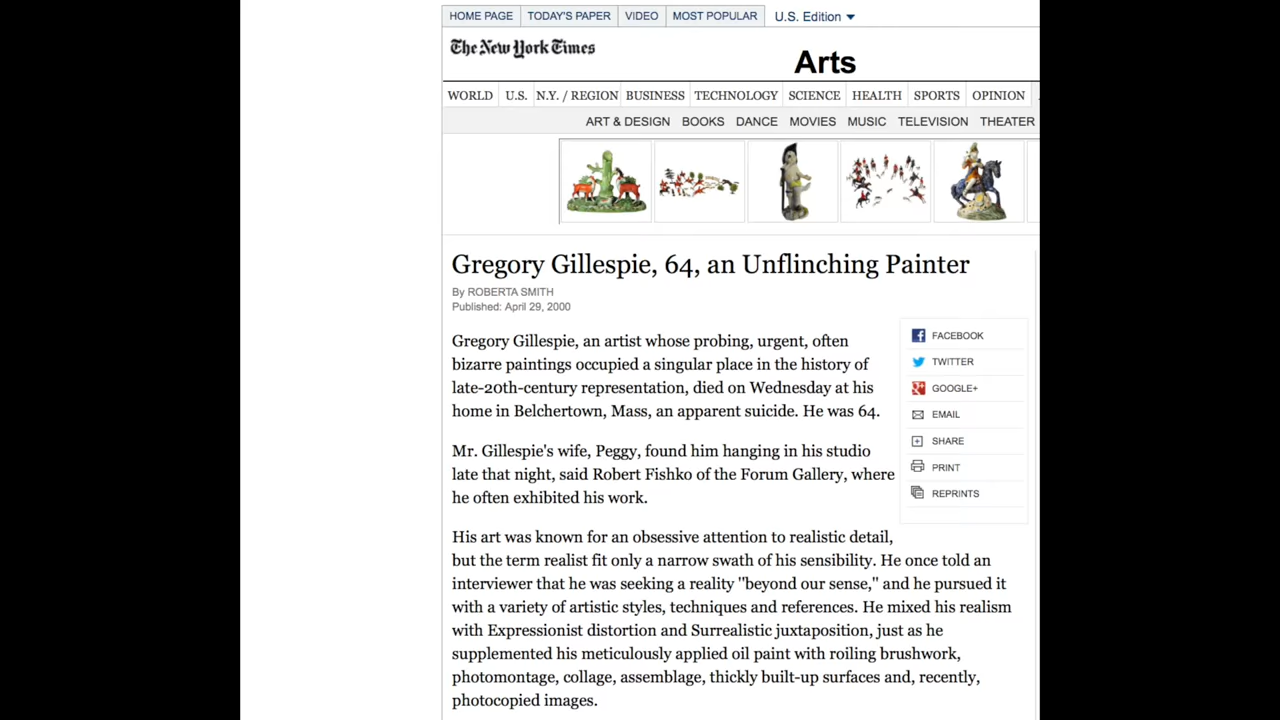 HOME PAGE TODAY'S PAPER VIDEO MOST POPULAR U.S. Edition
The New York Times
Arts
WORLD U.S. N.Y. / REGION BUSINESS TECHNOLOGY SCIENCE HEALTH SPORTS OPINION
ART & DESIGN BOOKS DANCE MOVIES MUSIC TELEVISION THEATER
Gregory Gillespie, 64, an Unflinching Painter
By ROBERTA SMITH
Published: April 29, 2000
Gregory Gillespie, an artist whose probing, urgent, often
bizarre paintings occupied a singular place in the history of
late-20th-century representation, died on Wednesday at his
home in Belchertown, Mass, an apparent suicide. He was 64.
Mr. Gillespie's wife, Peggy, found him hanging in his studio
late that night, said Robert Fishko of the Forum Gallery, where
he often exhibited his work.
FACEBOOK
TWITTER
GOOGLE+
EMAIL
SHARE
PRINT
REPRINTS
His art was known for an obsessive attention to realistic detail,
but the term realist fit only a narrow swath of his sensibility. He once told an
interviewer that he was seeking a reality ''beyond our sense,'' and he pursued it
with a variety of artistic styles, techniques and references. He mixed his realism
with Expressionist distortion and Surrealistic juxtaposition, just as he
supplemented his meticulously applied oil paint with roiling brushwork,
photomontage, collage, assemblage, thickly built-up surfaces and, recently,
photocopied images.